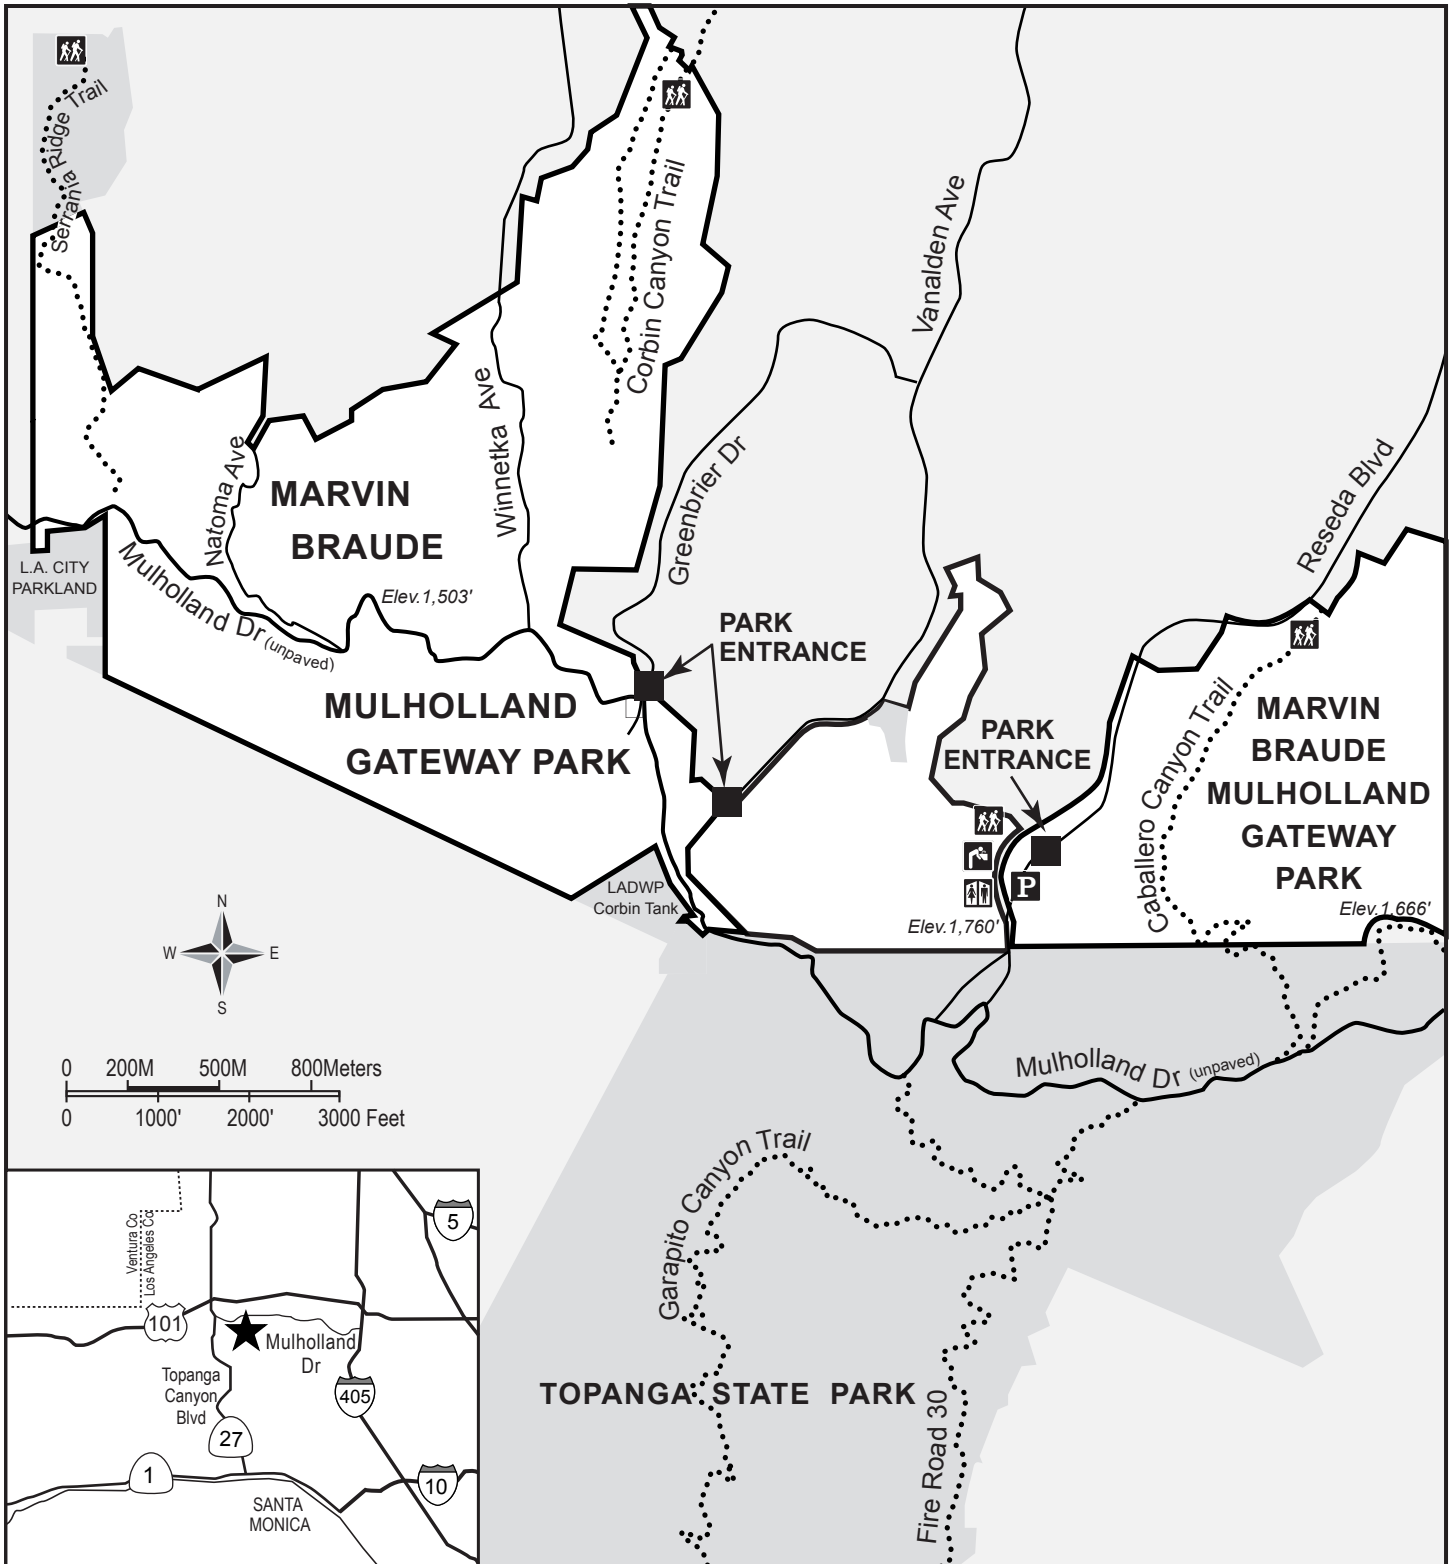 Serrania Ridge Trail
Corbin Canyon Trail
Vanalden Ave
Winnetka Ave
Greenbrier Dr
Reseda Blvd
Natoma Ave
MARVIN
BRAUDE
Elev.1,503'
L.A. CITY
PARKLAND
Mulholland Dr (unpaved)
PARK
ENTRANCE
MULHOLLAND
GATEWAY PARK
PARK
ENTRANCE
Caballero Canyon Trail
MARVIN
BRAUDE
MULHOLLAND
GATEWAY
PARK
P
LADWP
Corbin Tank
Elev.1,760'
Elev.1,666'
N
W E
S
0 200M 500M 800Meters
0 1000' 2000' 3000 Feet
Mulholland Dr (unpaved)
Garapito Canyon Trail
TOPANGA STATE PARK
Fire Road 30
Ventura Co
Los Angeles Co
5
101
Mulholland
Dr
Topanga
Canyon
Blvd
405
27
1
10
SANTA
MONICA